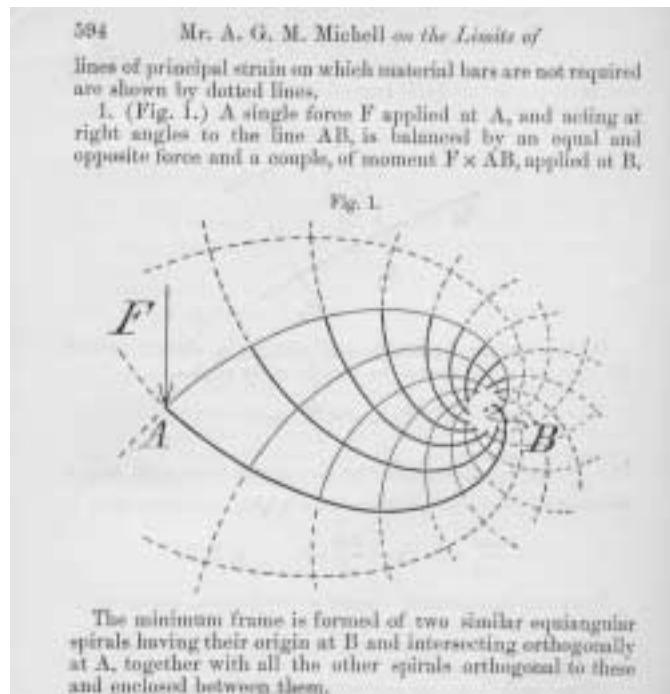 594 Mr. A. G. M. Michell on the Limits of
lines of principal strain on which material bars are not required
are shown by dotted lines.
1. (Fig. 1.) A single force F applied at A, and acting at
right angles to the line AB, is balanced by an equal and
opposite force and a couple, of moment F × AB, applied at B.
Fig. 1.
F
A
B
The minimum frame is formed of two similar equiangular
spirals having their origin at B and intersecting orthogonally
at A, together with all the other spirals orthogonal to these
and enclosed between them.